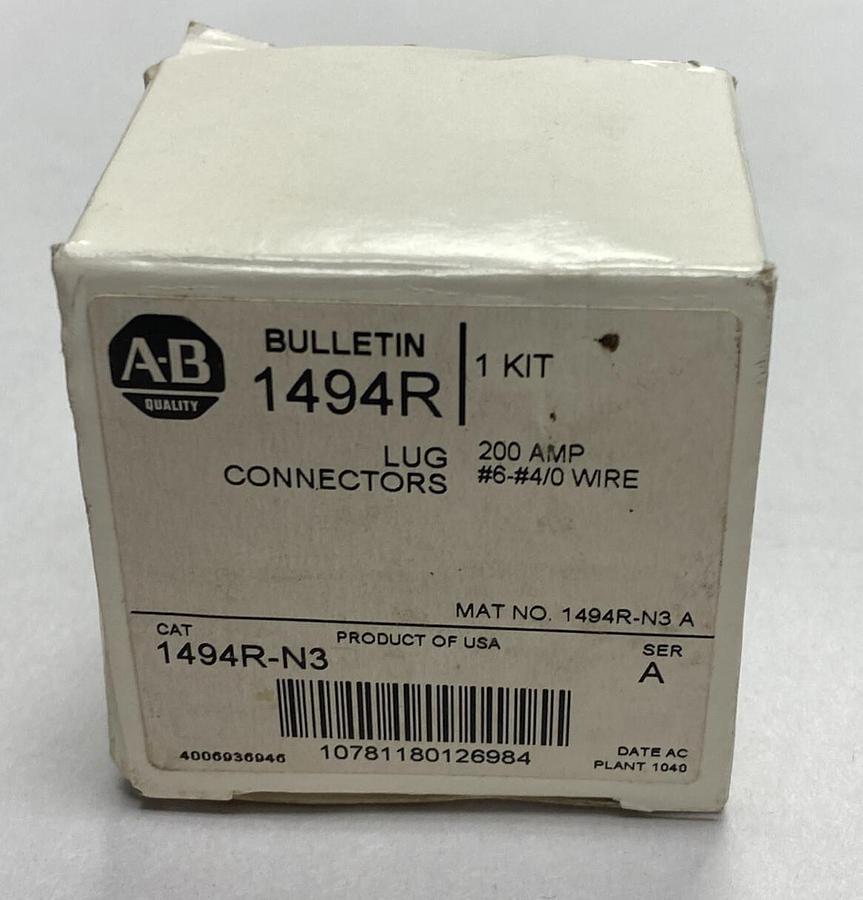 A-B
QUALITY
BULLETIN
1494R
1 KIT
LUG
CONNECTORS
200 AMP
#6-#4/0 WIRE
MAT NO. 1494R-N3 A
CAT
1494R-N3
PRODUCT OF USA
SER
A
4006936946
10781180126984
DATE AC
PLANT 1040